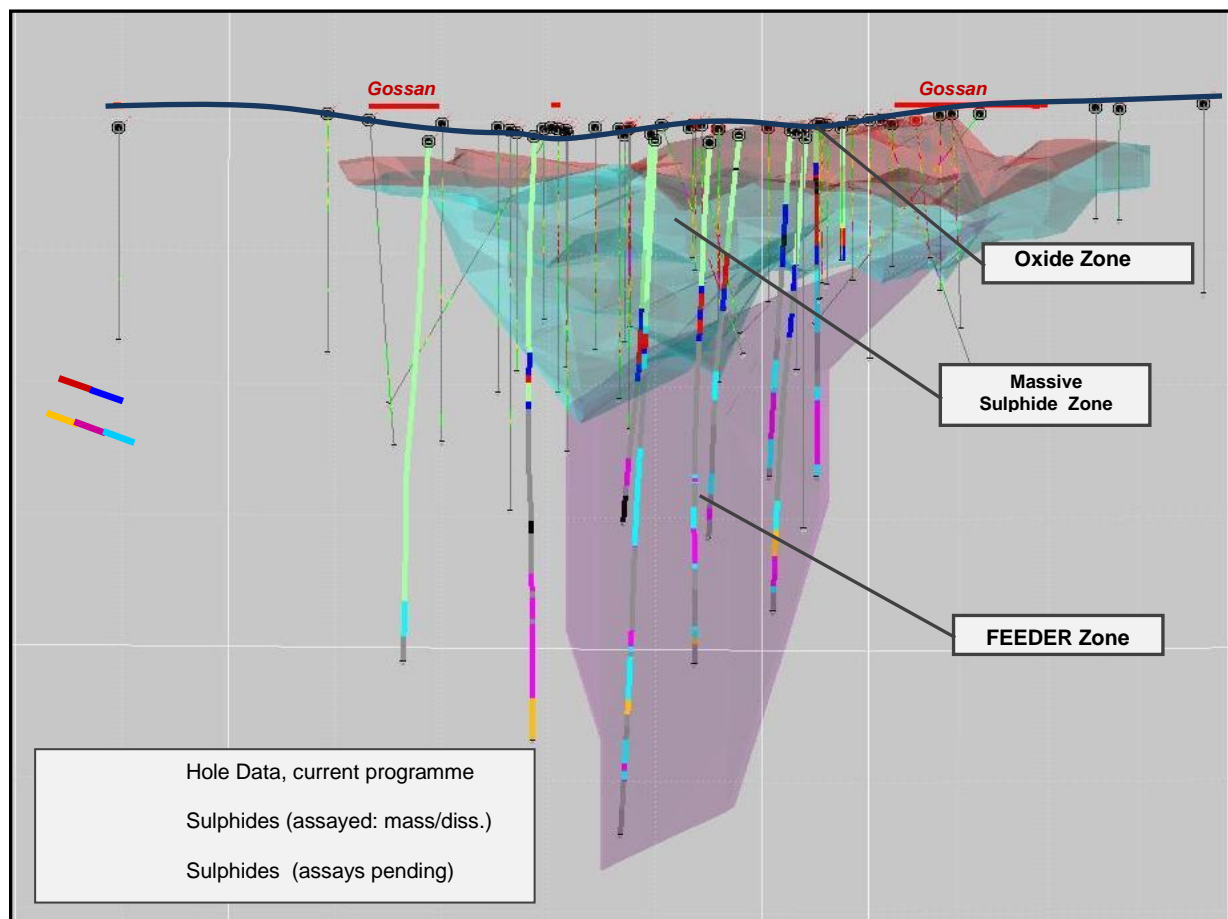 Gossan
Gossan
Oxide Zone
Massive
Sulphide Zone
FEEDER Zone
Hole Data, current programme
Sulphides (assayed: mass/diss.)
Sulphides (assays pending)